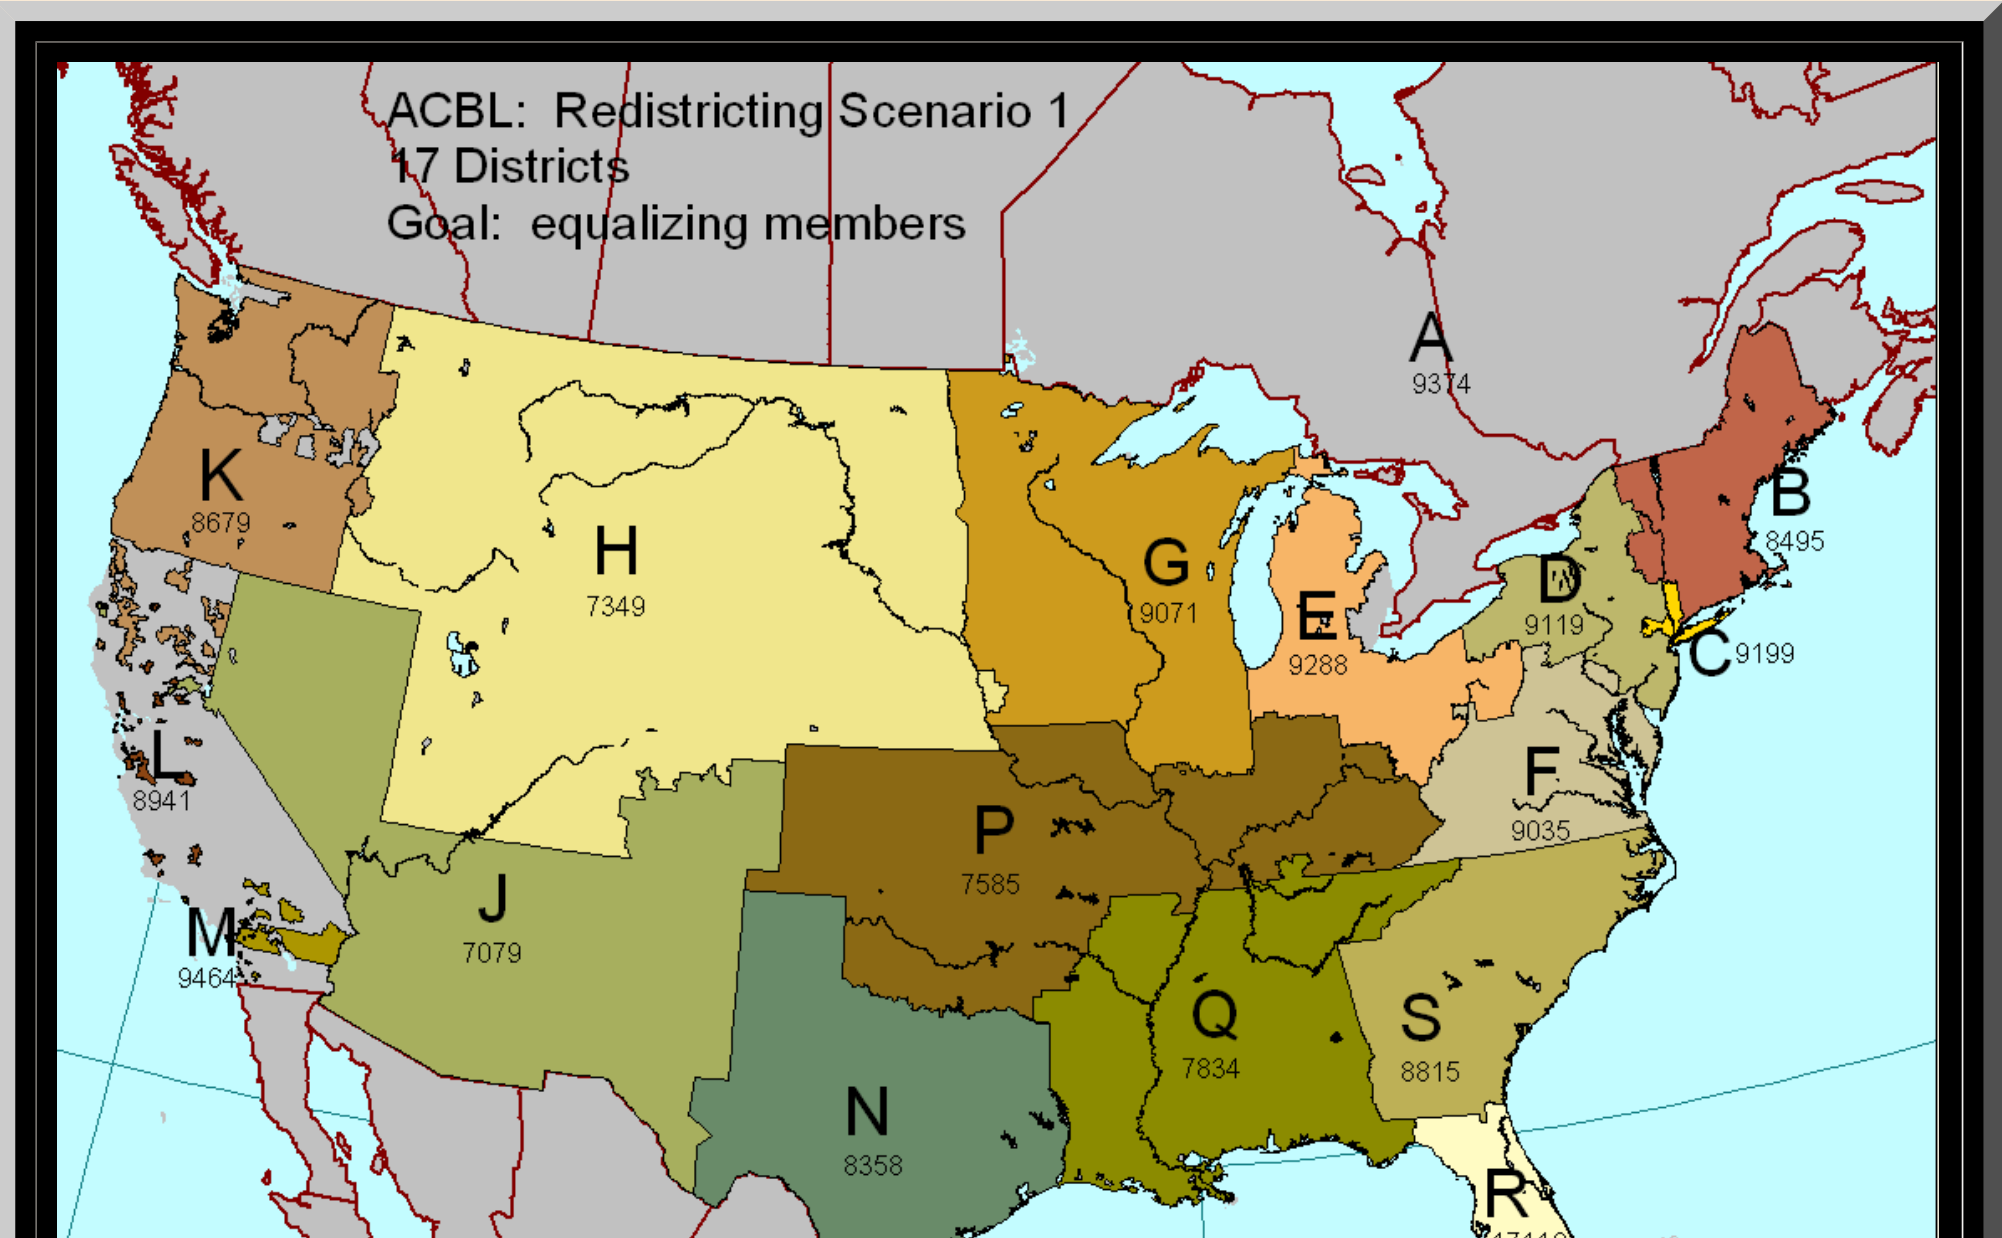 ACBL: Redistricting Scenario 1
17 Districts
Goal: equalizing members
A
9374
K
8679
B
8495
H
7349
G
9071
D
9119
E
9288
C 9199
L
8941
F
9035
P
7585
J
7079
M
9464
Q
7834
S
8815
N
8358
R